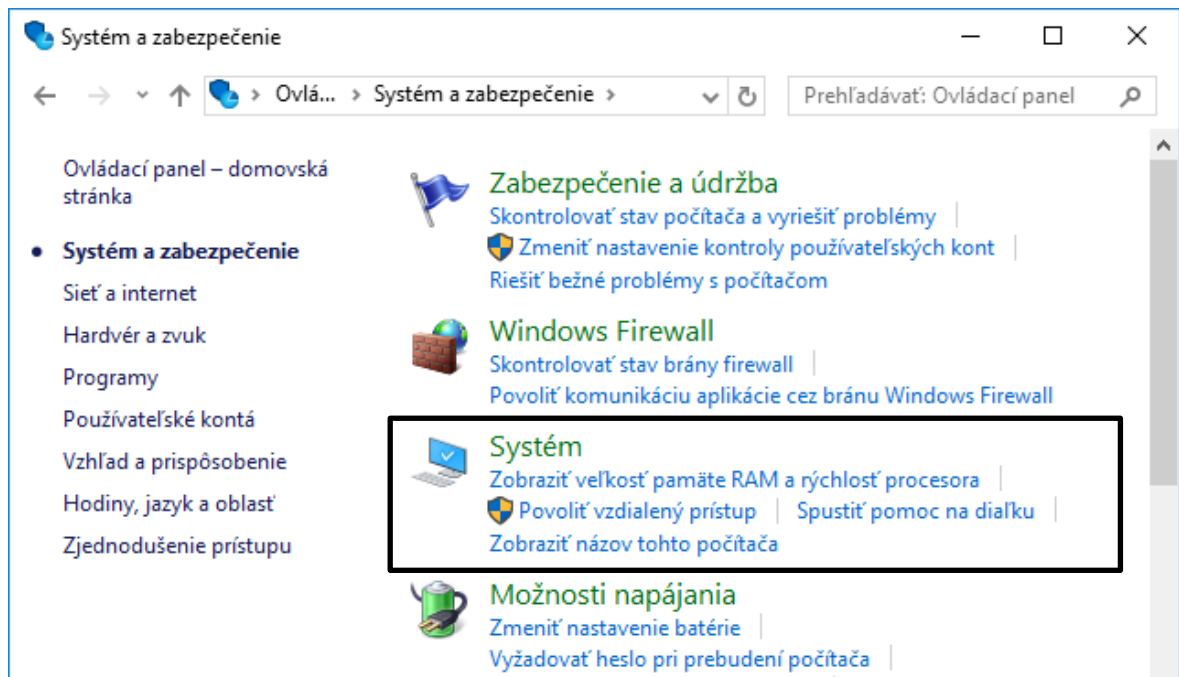 Systém a zabezpečenie
Ovlá... > Systém a zabezpečenie >
Prehľadávať: Ovládací panel
Ovládací panel – domovská
stránka
Systém a zabezpečenie
Sieť a internet
Hardvér a zvuk
Programy
Používateľské kontá
Vzhľad a prispôsobenie
Hodiny, jazyk a oblasť
Zjednodušenie prístupu
Zabezpečenie a údržba
Skontrolovať stav počítača a vyriešiť problémy
Zmeniť nastavenie kontroly používateľských kont
Riešiť bežné problémy s počítačom
Windows Firewall
Skontrolovať stav brány firewall
Povoliť komunikáciu aplikácie cez bránu Windows Firewall
Systém
Zobraziť veľkosť pamäte RAM a rýchlosť procesora
Povoliť vzdialený prístup Spustiť pomoc na diaľku
Zobraziť názov tohto počítača
Možnosti napájania
Zmeniť nastavenie batérie
Vyžadovať heslo pri prebudení počítača